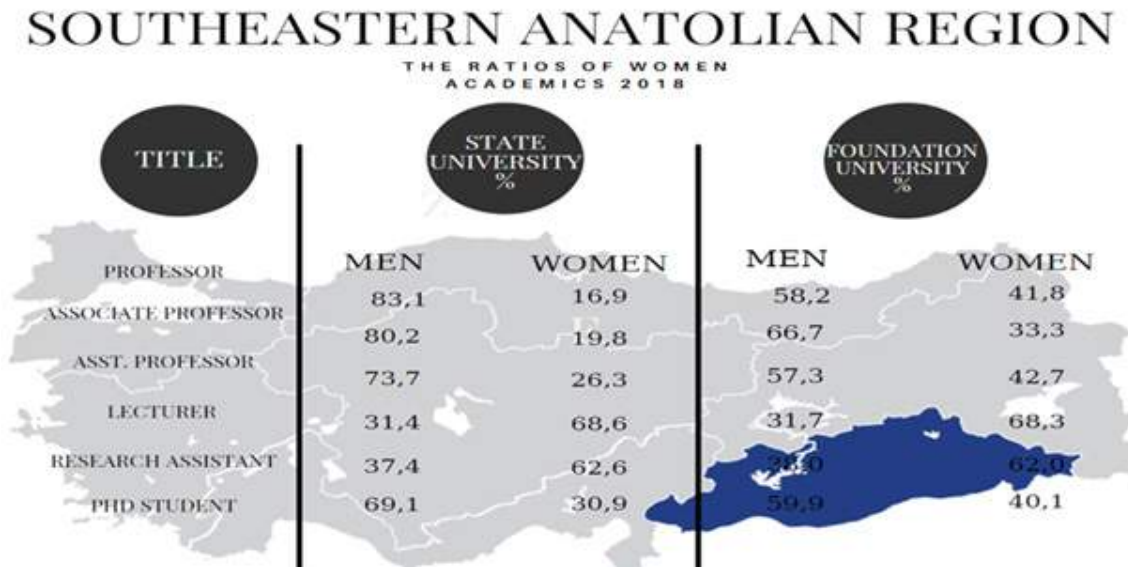 SOUTHEASTERN ANATOLIAN REGION
THE RATIOS OF WOMEN
ACADEMICS 2018
TITLE
STATE
UNIVERSITY
%
FOUNDATION
UNIVERSITY
%
MEN WOMEN MEN WOMEN
PROFESSOR 83,1 16,9 58,2 41,8
ASSOCIATE PROFESSOR 80,2 19,8 66,7 33,3
ASST. PROFESSOR 73,7 26,3 57,3 42,7
LECTURER 31,4 68,6 31,7 68,3
RESEARCH ASSISTANT 37,4 62,6 38,0 62,0
PHD STUDENT 69,1 30,9 59,9 40,1